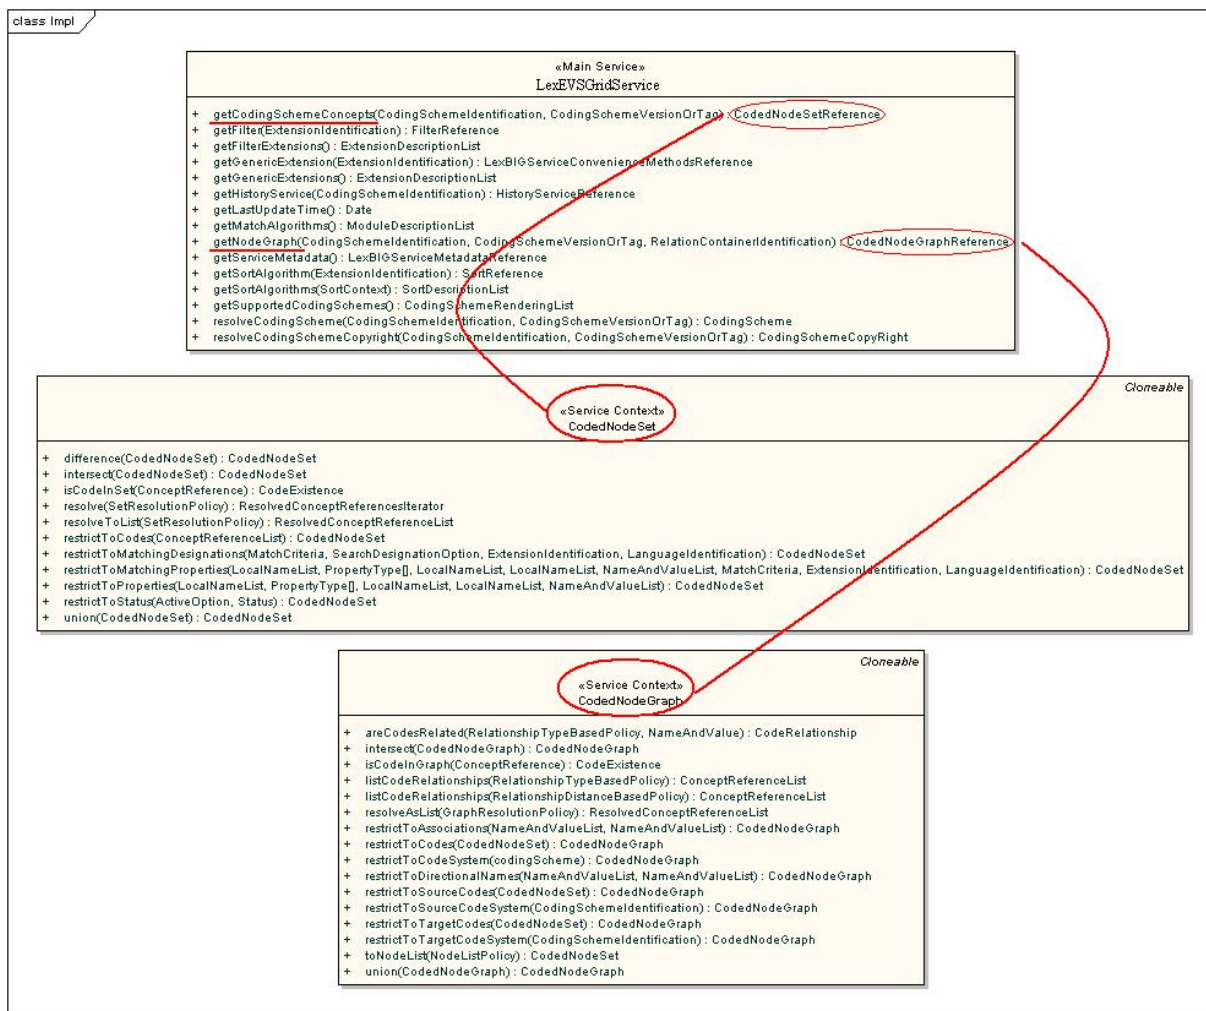 class Impl
«Main Service»
LexEVSGridService
+ getCodingSchemeConcepts(CodingSchemeIdentification, CodingSchemeVersionOrTag) : CodedNodeSetReference
+ getFilter(ExtensionIdentification) : FilterReference
+ getFilterExtensions() : ExtensionDescriptionList
+ getGenericExtension(ExtensionIdentification) : LexBIGServiceConvenienceMethodsReference
+ getGenericExtensions() : ExtensionDescriptionList
+ getHistoryService(CodingSchemeIdentification) : HistoryServiceReference
+ getLastUpdateTime() : Date
+ getMatchAlgorithms() : ModuleDescriptionList
+ getNodeGraph(CodingSchemeIdentification, CodingSchemeVersionOrTag, RelationContainerIdentification) : CodedNodeGraphReference
+ getServiceMetadata() : LexBIGServiceMetadataReference
+ getSortAlgorithm(ExtensionIdentification) : SortReference
+ getSortAlgorithms(SortContext) : SortDescriptionList
+ getSupportedCodingSchemes() : CodingSchemeRenderingList
+ resolveCodingScheme(CodingSchemeIdentification, CodingSchemeVersionOrTag) : CodingScheme
+ resolveCodingSchemeCopyright(CodingSchemeIdentification, CodingSchemeVersionOrTag) : CodingSchemeCopyRight
Cloneable
«Service Context»
CodedNodeSet
+ difference(CodedNodeSet) : CodedNodeSet
+ intersect(CodedNodeSet) : CodedNodeSet
+ isCodeInSet(ConceptReference) : CodeExistence
+ resolve(SetResolutionPolicy) : ResolvedConceptReferencesIterator
+ resolveToList(SetResolutionPolicy) : ResolvedConceptReferenceList
+ restrictToCodes(ConceptReferenceList) : CodedNodeSet
+ restrictToMatchingDesignations(MatchCriteria, SearchDesignationOption, ExtensionIdentification, LanguageIdentification) : CodedNodeSet
+ restrictToMatchingProperties(LocalNameList, PropertyType[], LocalNameList, LocalNameList, NameAndValueList, MatchCriteria, ExtensionIdentification, LanguageIdentification) : CodedNodeSet
+ restrictToProperties(LocalNameList, PropertyType[], LocalNameList, LocalNameList, NameAndValueList) : CodedNodeSet
+ restrictToStatus(ActiveOption, Status) : CodedNodeSet
+ union(CodedNodeSet) : CodedNodeSet
Cloneable
«Service Context»
CodedNodeGraph
+ areCodesRelated(RelationshipTypeBasedPolicy, NameAndValue) : CodeRelationship
+ intersect(CodedNodeGraph) : CodedNodeGraph
+ isCodeInGraph(ConceptReference) : CodeExistence
+ listCodeRelationships(RelationshipTypeBasedPolicy) : ConceptReferenceList
+ listCodeRelationships(RelationshipDistanceBasedPolicy) : ConceptReferenceList
+ resolveAsList(GraphResolutionPolicy) : ResolvedConceptReferenceList
+ restrictToAssociations(NameAndValueList, NameAndValueList) : CodedNodeGraph
+ restrictToCodes(CodedNodeSet) : CodedNodeGraph
+ restrictToCodeSystem(codingScheme) : CodedNodeGraph
+ restrictToDirectionalNames(NameAndValueList, NameAndValueList) : CodedNodeGraph
+ restrictToSourceCodes(CodedNodeSet) : CodedNodeGraph
+ restrictToSourceCodeSystem(CodingSchemeIdentification) : CodedNodeGraph
+ restrictToTargetCodes(CodedNodeSet) : CodedNodeGraph
+ restrictToTargetCodeSystem(CodingSchemeIdentification) : CodedNodeGraph
+ toNodeList(NodeListPolicy) : CodedNodeSet
+ union(CodedNodeGraph) : CodedNodeGraph